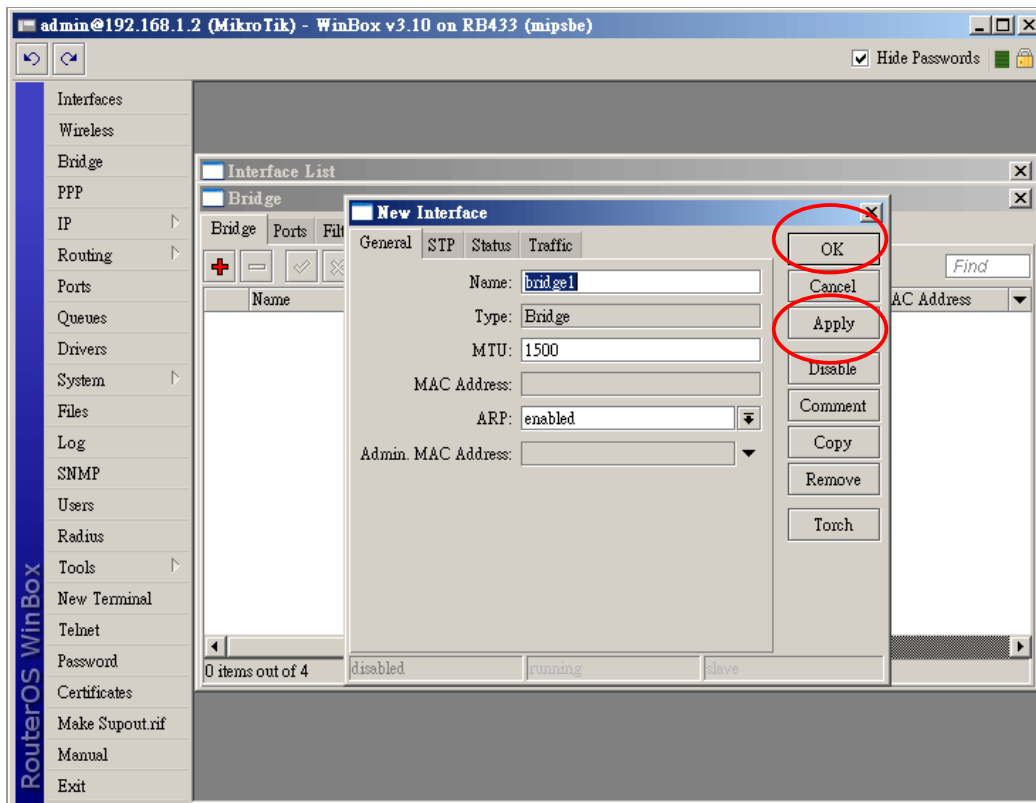 admin@192.168.1.2 (MikroTik) - WinBox v3.10 on RB433 (mipsbe)
Hide Passwords
RouterOS WinBox
Interfaces
Wireless
Bridge
PPP
IP
Routing
Ports
Queues
Drivers
System
Files
Log
SNMP
Users
Radius
Tools
New Terminal
Telnet
Password
Certificates
Make Supout.rif
Manual
Exit
Interface List
Bridge
Bridge Ports Filt
Find
Name
AC Address
0 items out of 4
New Interface
General STP Status Traffic
Name: bridge1
Type: Bridge
MTU: 1500
MAC Address:
ARP: enabled
Admin. MAC Address:
OK
Cancel
Apply
Disable
Comment
Copy
Remove
Torch
disabled running slave